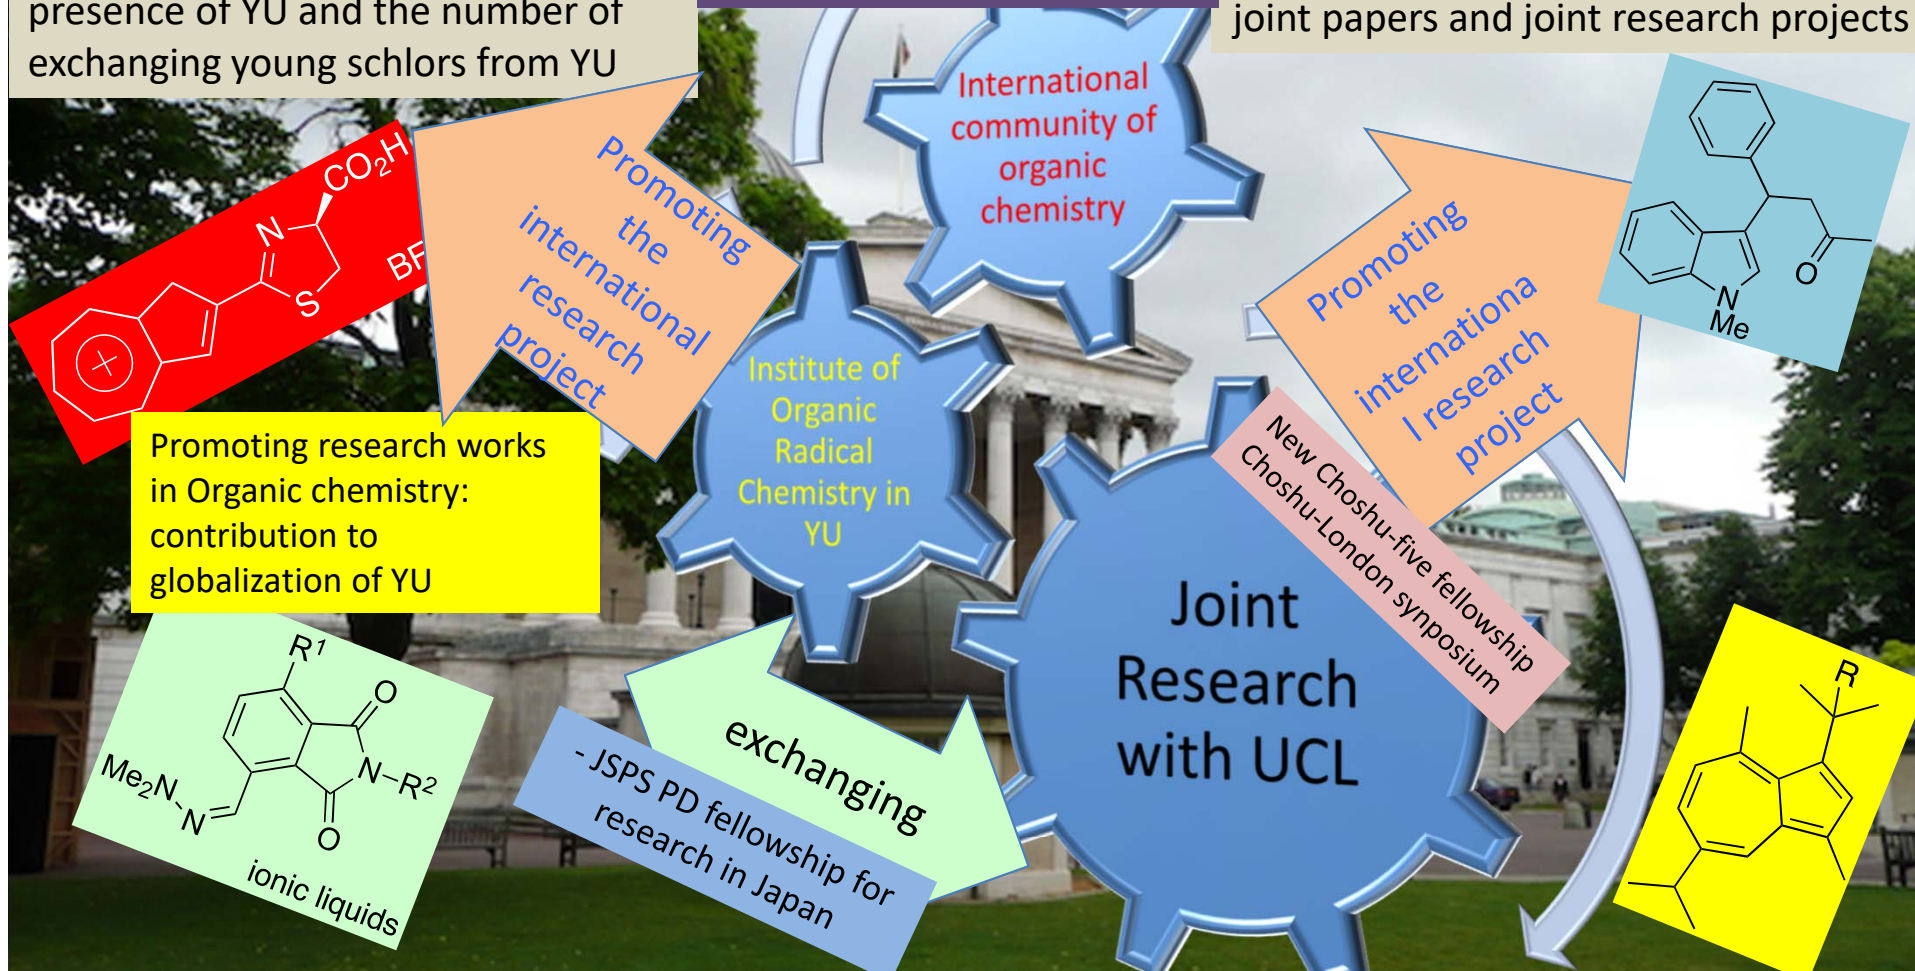 presence of YU and the number of
exchanging young schlors from YU
joint papers and joint research projects
International
community of
organic
chemistry
CO₂H
N
S
BF
Promoting
the
international
research
project
Promoting
the
internationa
l research
project
O
N
Me
Institute of
Organic
Radical
Chemistry in
YU
Promoting research works
in Organic chemistry:
contribution to
globalization of YU
New Choshu-five fellowship
Choshu-London synposium
Joint
Research
with UCL
R¹
O
N-R²
Me₂N
N
O
ionic liquids
exchanging
- JSPS PD fellowship for
research in Japan
R